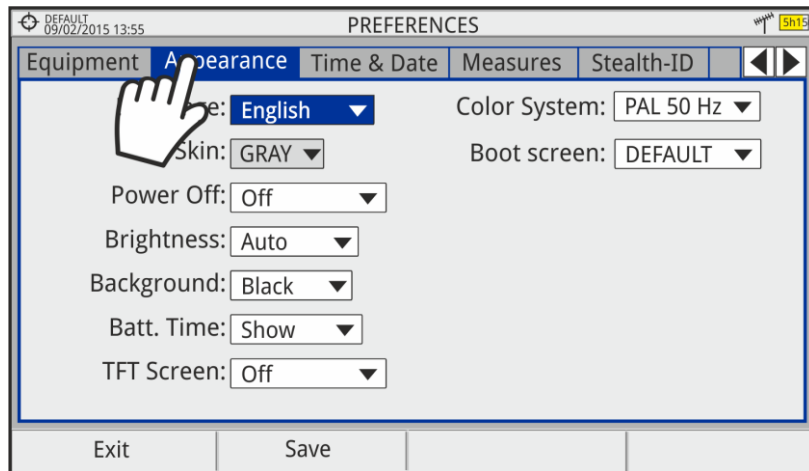 DEFAULT
09/02/2015 13:55
PREFERENCES
5h15
Equipment Appearance Time & Date Measures Stealth-ID
English
Color System: PAL 50 Hz
Skin: GRAY
Boot screen: DEFAULT
Power Off: Off
Brightness: Auto
Background: Black
Batt. Time: Show
TFT Screen: Off
Exit Save